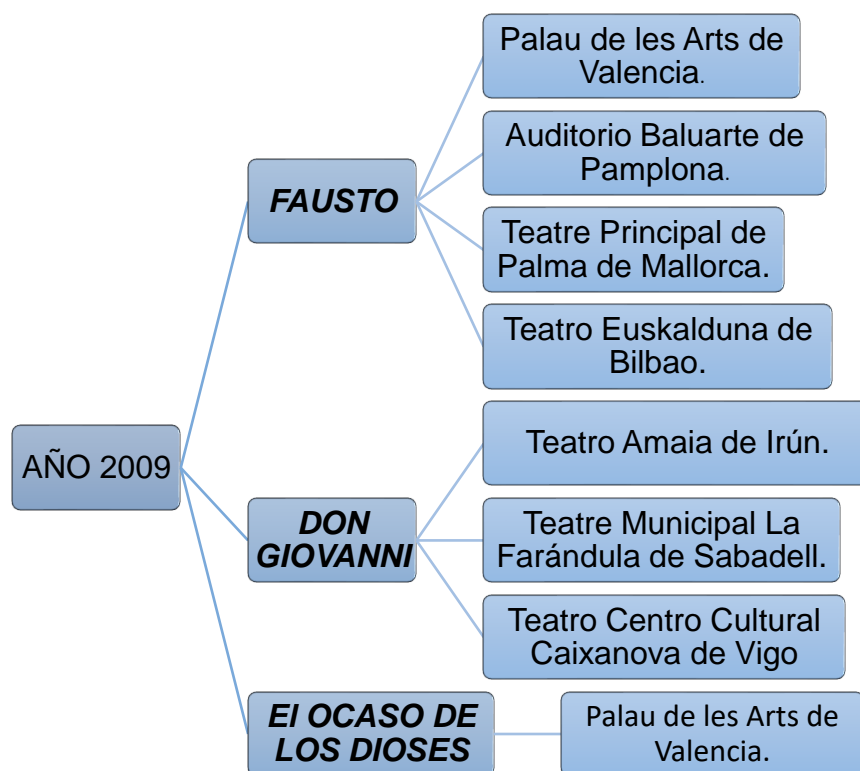 AÑO 2009
FAUSTO
Palau de les Arts de
Valencia.
Auditorio Baluarte de
Pamplona.
Teatre Principal de
Palma de Mallorca.
Teatro Euskalduna de
Bilbao.
DON
GIOVANNI
Teatro Amaia de Irún.
Teatre Municipal La
Farándula de Sabadell.
Teatro Centro Cultural
Caixanova de Vigo
El OCASO DE
LOS DIOSES
Palau de les Arts de
Valencia.